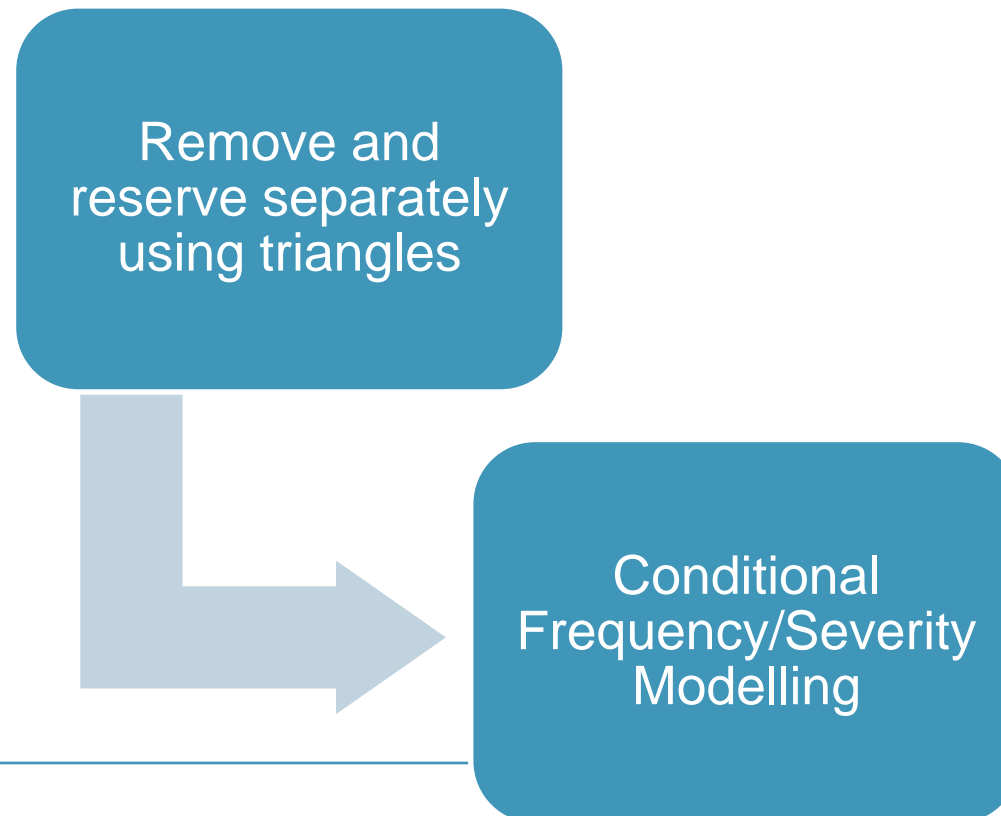 Remove and
reserve separately
using triangles
Conditional
Frequency/Severity
Modelling